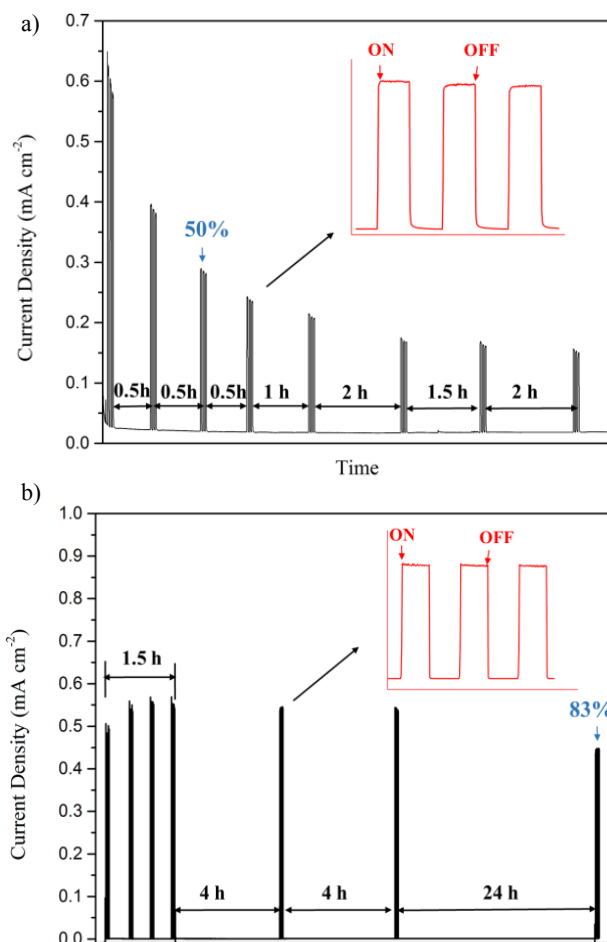 a)
0.7
0.6
0.5
0.4
0.3
0.2
0.1
0.0
Current Density (mA cm-2)
ON OFF
50%
0.5h 0.5h 0.5h 1 h 2 h 1.5 h 2 h
Time
b)
1.0
0.9
0.8
0.7
0.6
0.5
0.4
0.3
0.2
0.1
0.0
Current Density (mA cm-2)
ON OFF
1.5 h
83%
4 h 4 h 24 h